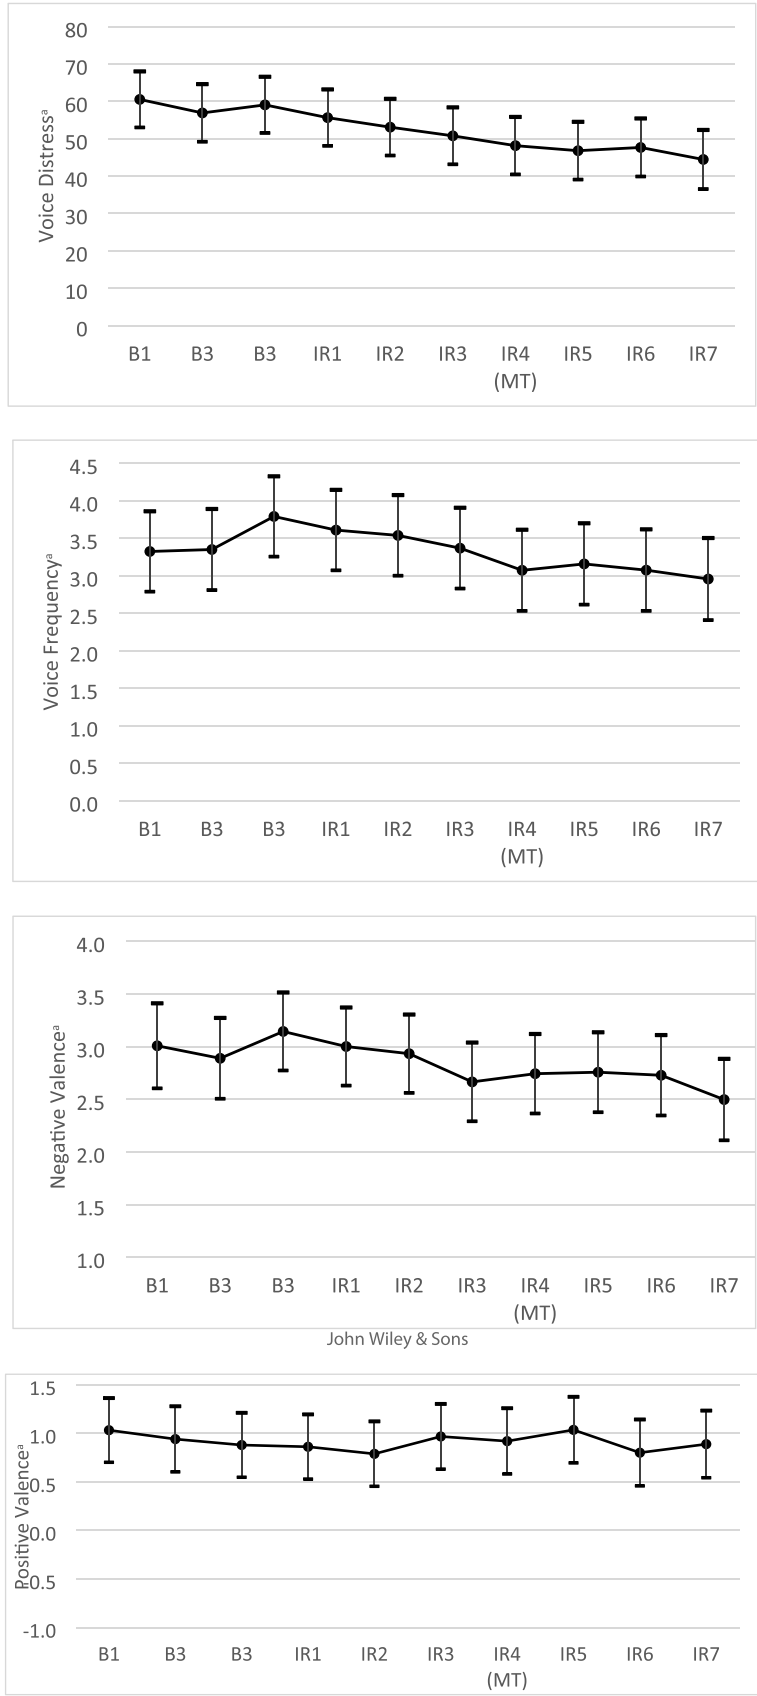 80
70
60
50
40
30
20
10
0
Voice Distressᵃ
B1 B3 B3 IR1 IR2 IR3 IR4 IR5 IR6 IR7
(MT)
4.5
4.0
3.5
3.0
2.5
2.0
1.5
1.0
0.5
0.0
Voice Frequencyᵃ
B1 B3 B3 IR1 IR2 IR3 IR4 IR5 IR6 IR7
(MT)
4.0
3.5
3.0
2.5
2.0
1.5
1.0
Negative Valenceᵃ
B1 B3 B3 IR1 IR2 IR3 IR4 IR5 IR6 IR7
(MT)
John Wiley & Sons
1.5
1.0
0.5
0.0
-0.5
-1.0
Positive Valenceᵃ
B1 B3 B3 IR1 IR2 IR3 IR4 IR5 IR6 IR7
(MT)